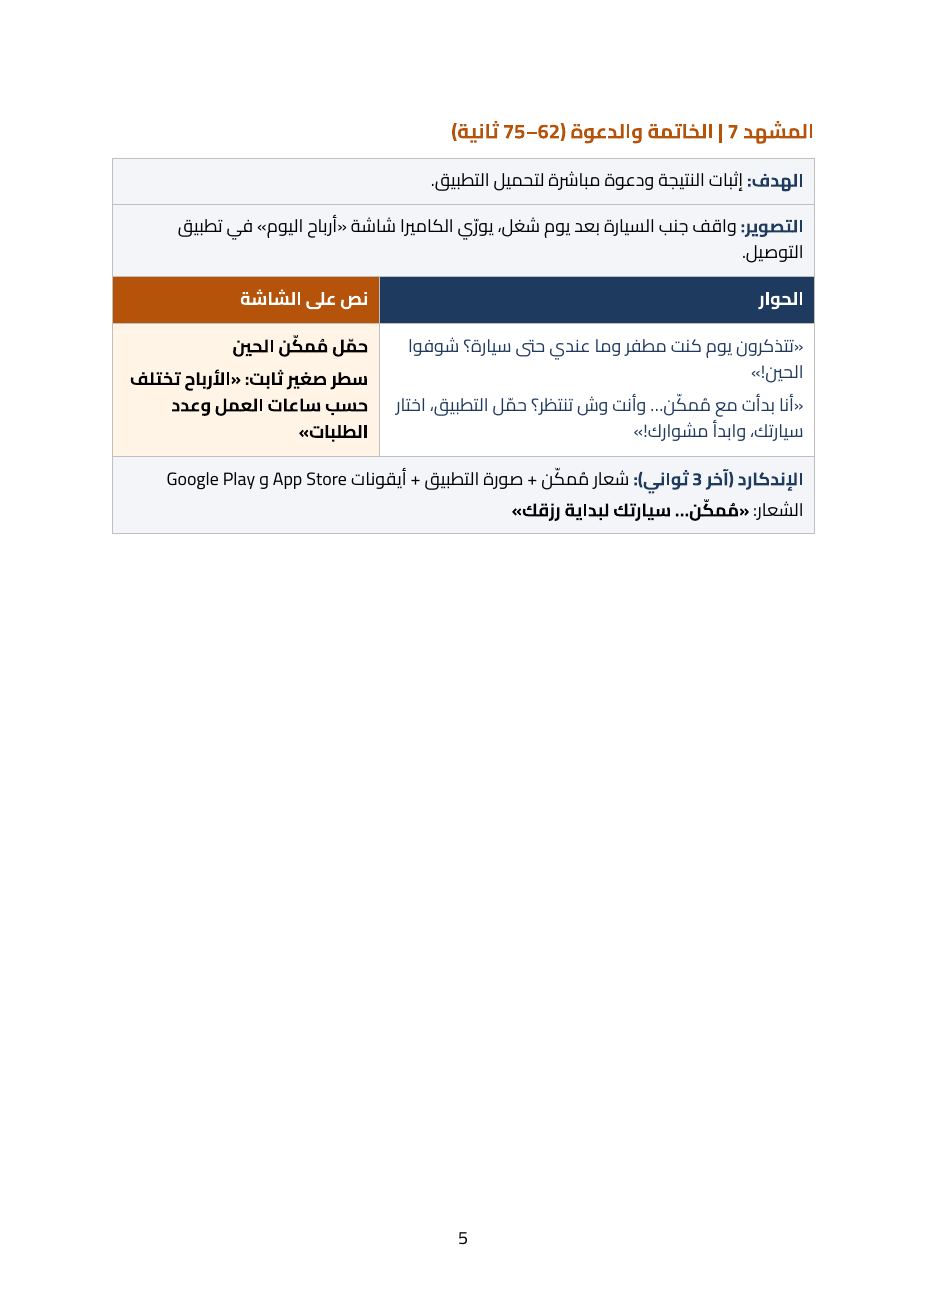 المشهد 7 | الخاتمة والدعوة (62–75 ثانية)
الهدف: إثبات النتيجة ودعوة مباشرة لتحميل التطبيق.
التصوير: واقف جنب السيارة بعد يوم شغل، يورّي الكاميرا شاشة «أرباح اليوم» في تطبيق
التوصيل.
الحوار
نص على الشاشة
«تتذكرون يوم كنت مطفر وما عندي حتى سيارة؟ شوفوا
الحين!»
«أنا بدأت مع مُمكّن... وأنت وش تنتظر؟ حمّل التطبيق، اختار
سيارتك، وابدأ مشوارك!»
حمّل مُمكّن الحين
سطر صغير ثابت: «الأرباح تختلف
حسب ساعات العمل وعدد
الطلبات»
الإندكارد (آخر 3 ثواني): شعار مُمكّن + صورة التطبيق + أيقونات App Store و Google Play
الشعار: «مُمكّن... سيارتك لبداية رزقك»
5